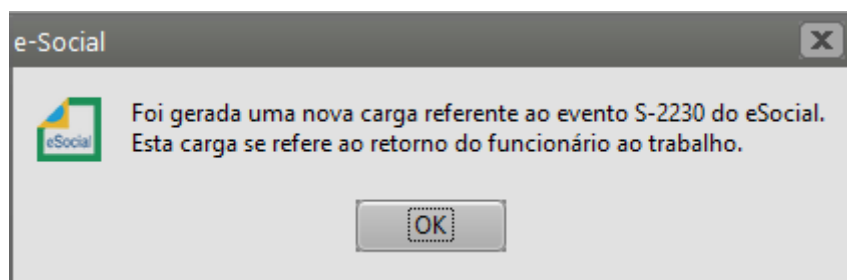 e-Social
Foi gerada uma nova carga referente ao evento S-2230 do eSocial.
eSocial
Esta carga se refere ao retorno do funcionário ao trabalho.
OK